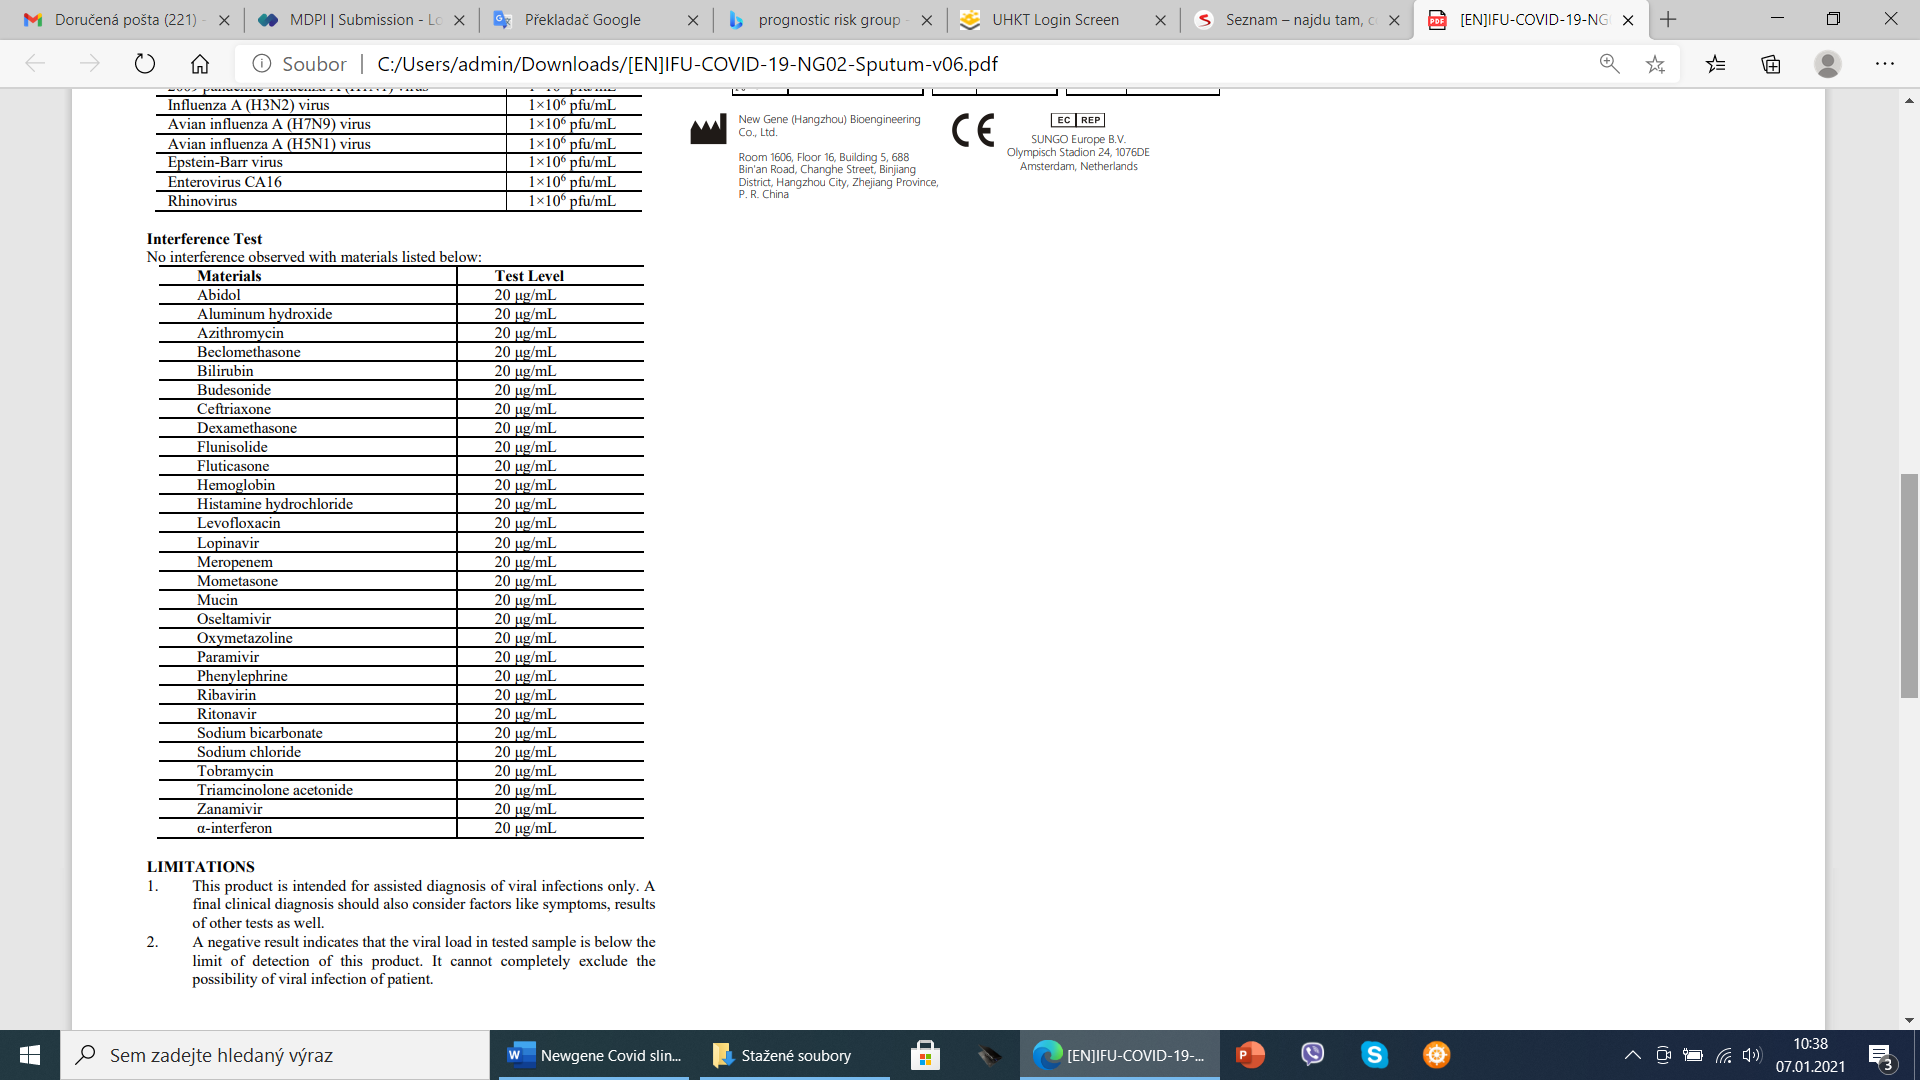 Doručená pošta (221) -
MDPI | Submission - Lo
Překladač Google
prognostic risk group -
UHKT Login Screen
Seznam – najdu tam, c
[EN]IFU-COVID-19-NG
Soubor | C:/Users/admin/Downloads/[EN]IFU-COVID-19-NG02-Sputum-v06.pdf
Influenza A (H3N2) virus 1×10⁶ pfu/mL
Avian influenza A (H7N9) virus 1×10⁶ pfu/mL
Avian influenza A (H5N1) virus 1×10⁶ pfu/mL
Epstein-Barr virus 1×10⁶ pfu/mL
Enterovirus CA16 1×10⁶ pfu/mL
Rhinovirus 1×10⁶ pfu/mL
Interference Test
No interference observed with materials listed below:
Materials Test Level
Abidol 20 μg/mL
Aluminum hydroxide 20 μg/mL
Azithromycin 20 μg/mL
Beclomethasone 20 μg/mL
Bilirubin 20 μg/mL
Budesonide 20 μg/mL
Ceftriaxone 20 μg/mL
Dexamethasone 20 μg/mL
Flunisolide 20 μg/mL
Fluticasone 20 μg/mL
Hemoglobin 20 μg/mL
Histamine hydrochloride 20 μg/mL
Levofloxacin 20 μg/mL
Lopinavir 20 μg/mL
Meropenem 20 μg/mL
Mometasone 20 μg/mL
Mucin 20 μg/mL
Oseltamivir 20 μg/mL
Oxymetazoline 20 μg/mL
Paramivir 20 μg/mL
Phenylephrine 20 μg/mL
Ribavirin 20 μg/mL
Ritonavir 20 μg/mL
Sodium bicarbonate 20 μg/mL
Sodium chloride 20 μg/mL
Tobramycin 20 μg/mL
Triamcinolone acetonide 20 μg/mL
Zanamivir 20 μg/mL
α-interferon 20 μg/mL
LIMITATIONS
1. This product is intended for assisted diagnosis of viral infections only. A
final clinical diagnosis should also consider factors like symptoms, results
of other tests as well.
2. A negative result indicates that the viral load in tested sample is below the
limit of detection of this product. It cannot completely exclude the
possibility of viral infection of patient.
New Gene (Hangzhou) Bioengineering
Co., Ltd.
Room 1606, Floor 16, Building 5, 688
Bin'an Road, Changhe Street, Binjiang
District, Hangzhou City, Zhejiang Province,
P. R. China
CE
EC REP
SUNGO Europe B.V.
Olympisch Stadion 24, 1076DE
Amsterdam, Netherlands
Sem zadejte hledaný výraz
Newgene Covid slin...
Stažené soubory
[EN]IFU-COVID-19-...
10:38
07.01.2021
3